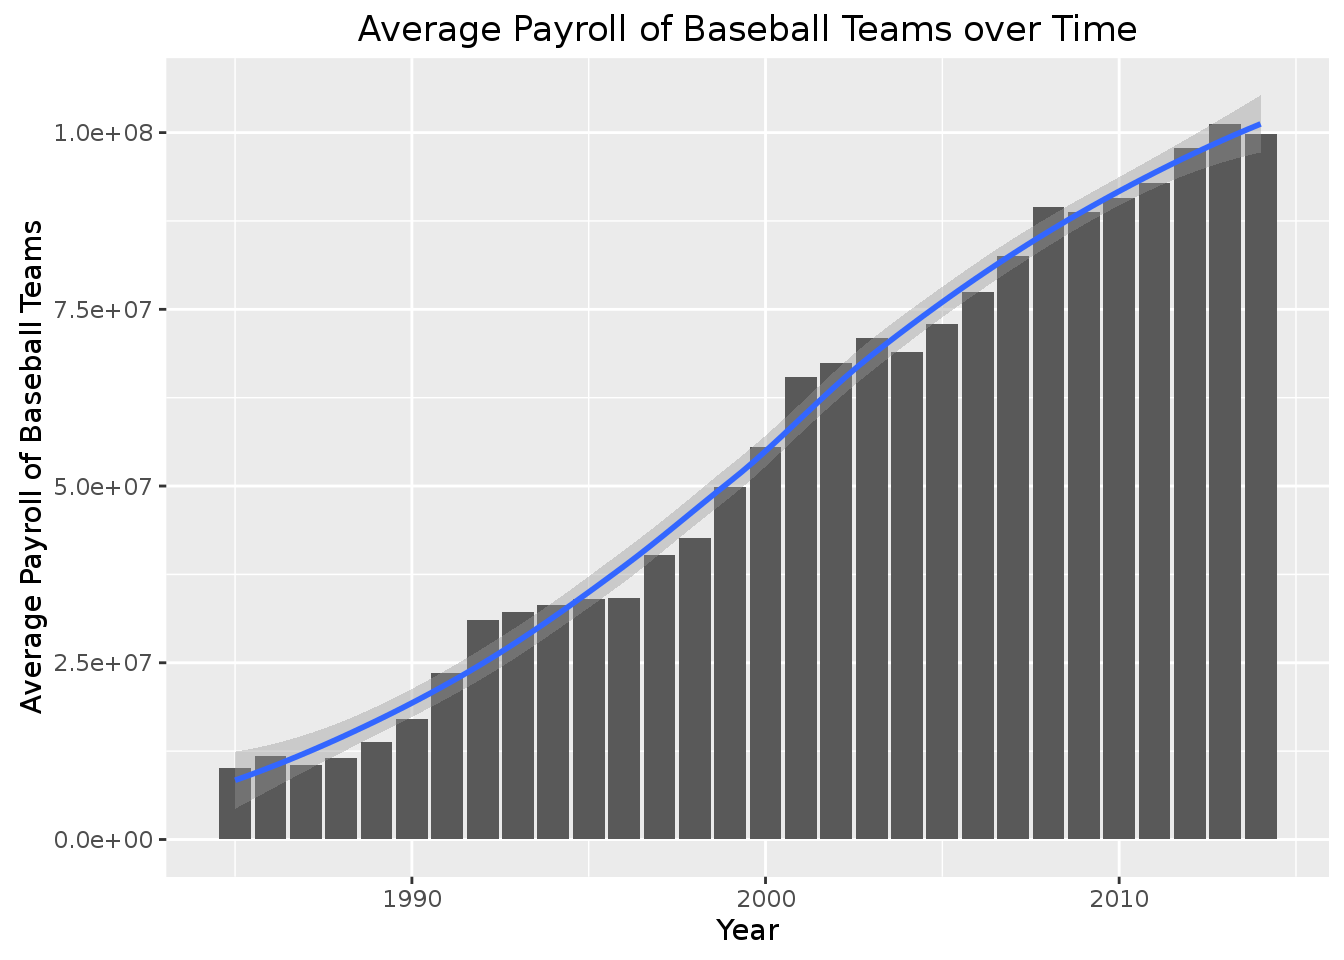 Average Payroll of Baseball Teams over Time
Average Payroll of Baseball Teams
1.0e+08
7.5e+07
5.0e+07
2.5e+07
0.0e+00
1990
2000
2010
Year